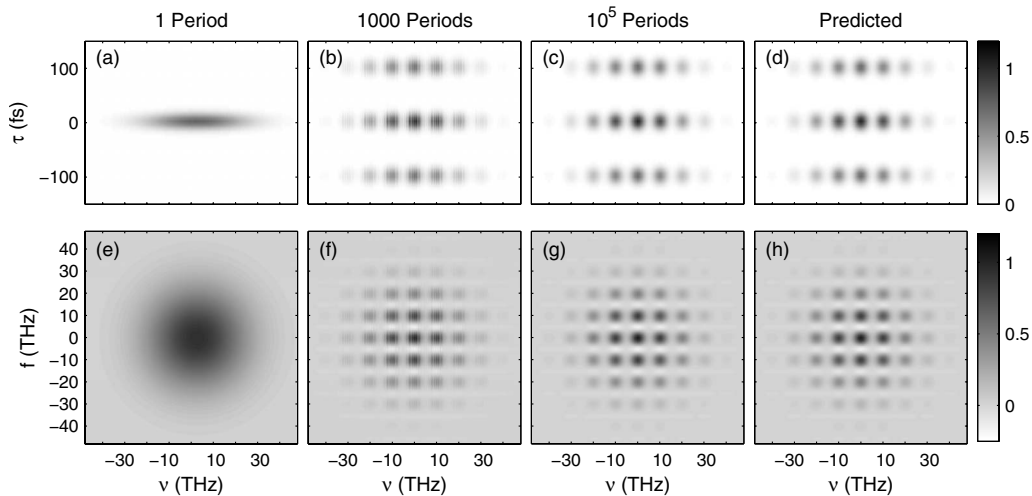 1 Period 1000 Periods 10⁵ Periods Predicted
(a) (b) (c) (d)
τ (fs)
100
0
−100
1
0.5
0
(e) (f) (g) (h)
f (THz)
40
30
20
10
0
−10
−20
−30
−40
1
0.5
0
−30 −10 10 30 −30 −10 10 30 −30 −10 10 30 −30 −10 10 30
ν (THz) ν (THz) ν (THz) ν (THz)